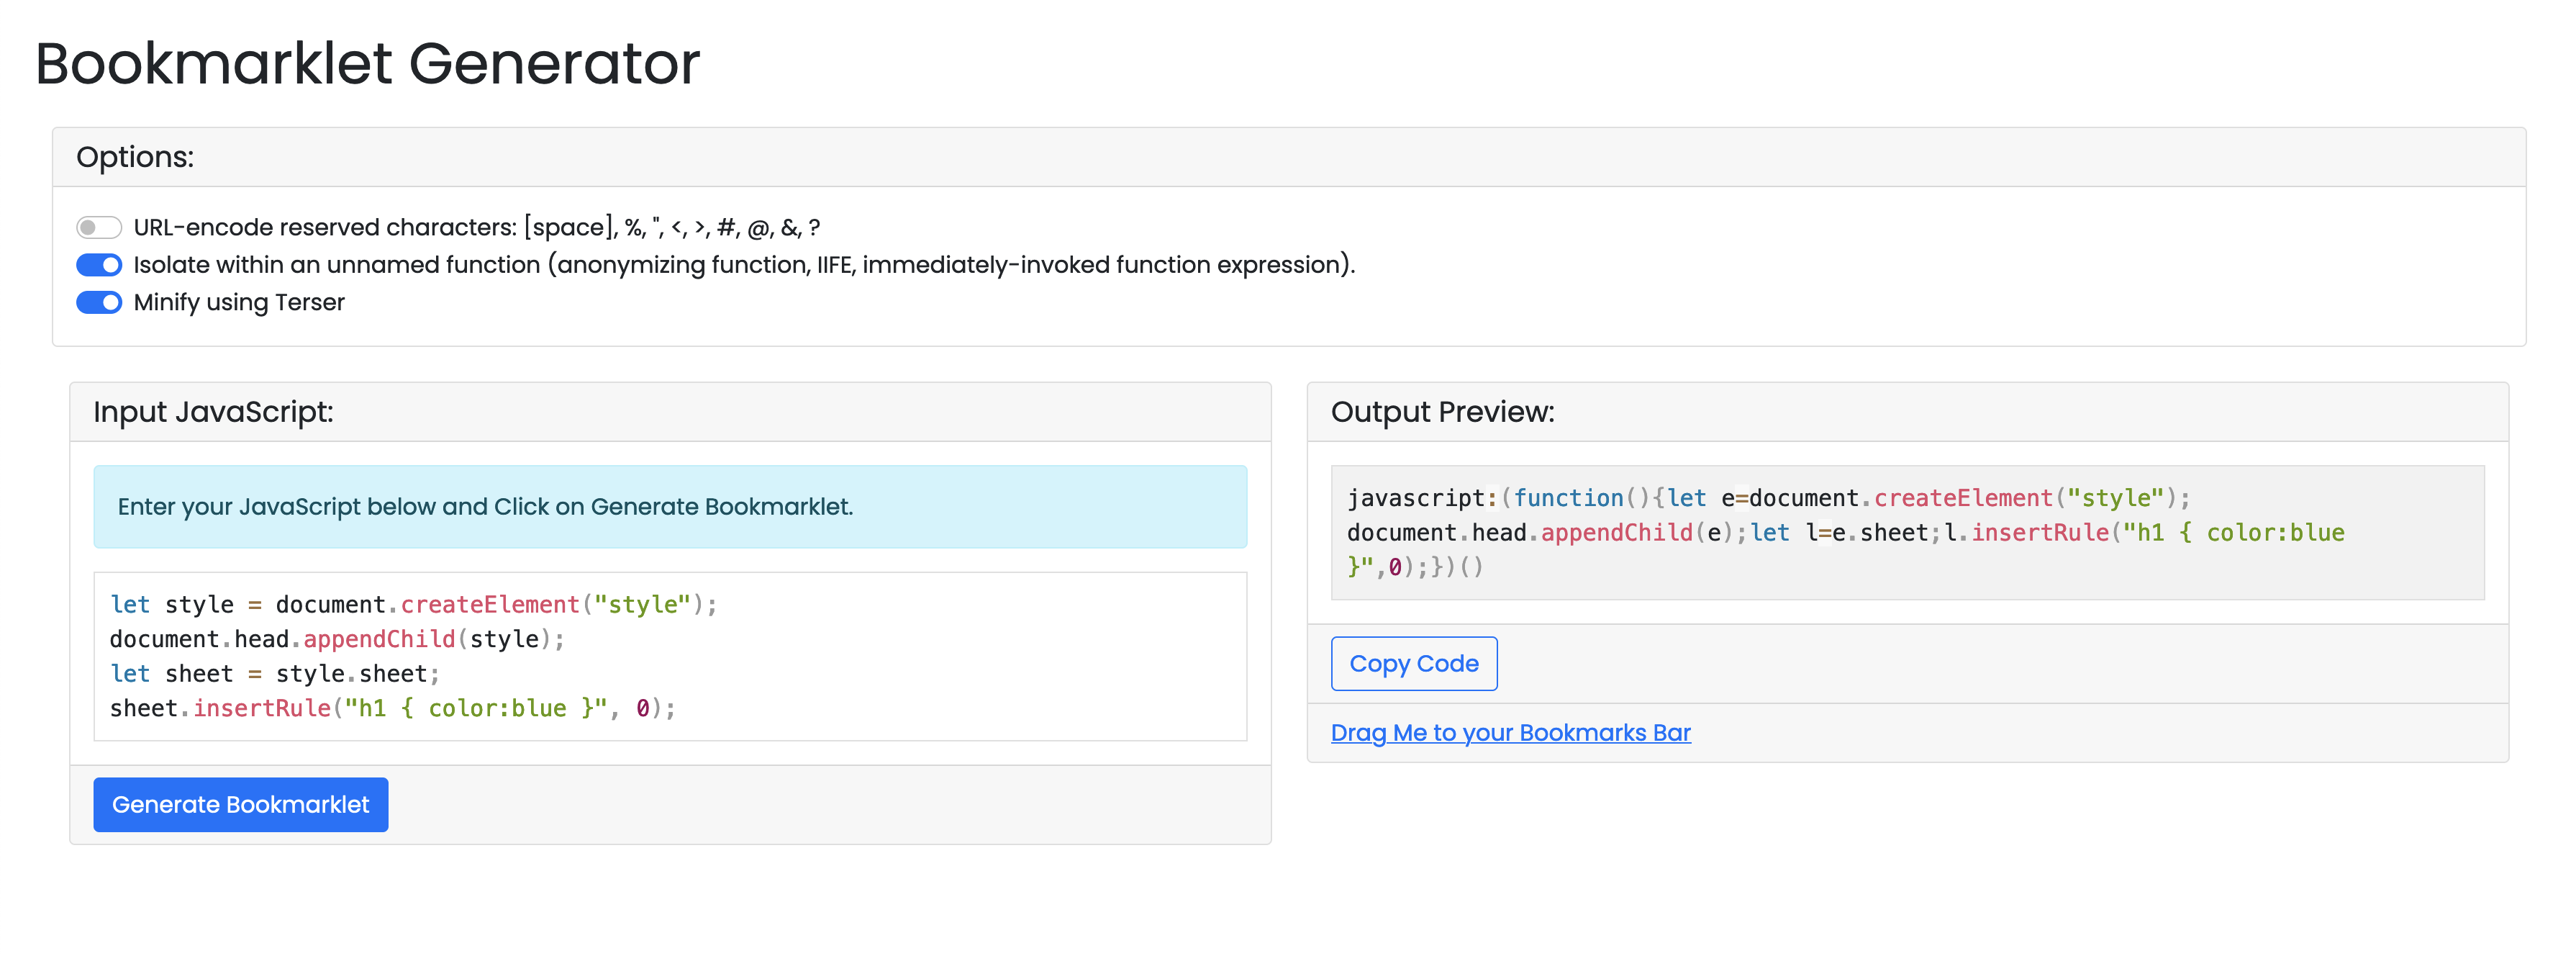 Bookmarklet Generator
Options:
URL-encode reserved characters: [space], %, ", <, >, #, @, &, ?
Isolate within an unnamed function (anonymizing function, IIFE, immediately-invoked function expression).
Minify using Terser
Input JavaScript:
Enter your JavaScript below and Click on Generate Bookmarklet.
let style = document.createElement("style");
document.head.appendChild(style);
let sheet = style.sheet;
sheet.insertRule("h1 { color:blue }", 0);
Generate Bookmarklet
Output Preview:
javascript:(function(){let e=document.createElement("style");
document.head.appendChild(e);let l=e.sheet;l.insertRule("h1 { color:blue
}",0);})()
Copy Code
Drag Me to your Bookmarks Bar